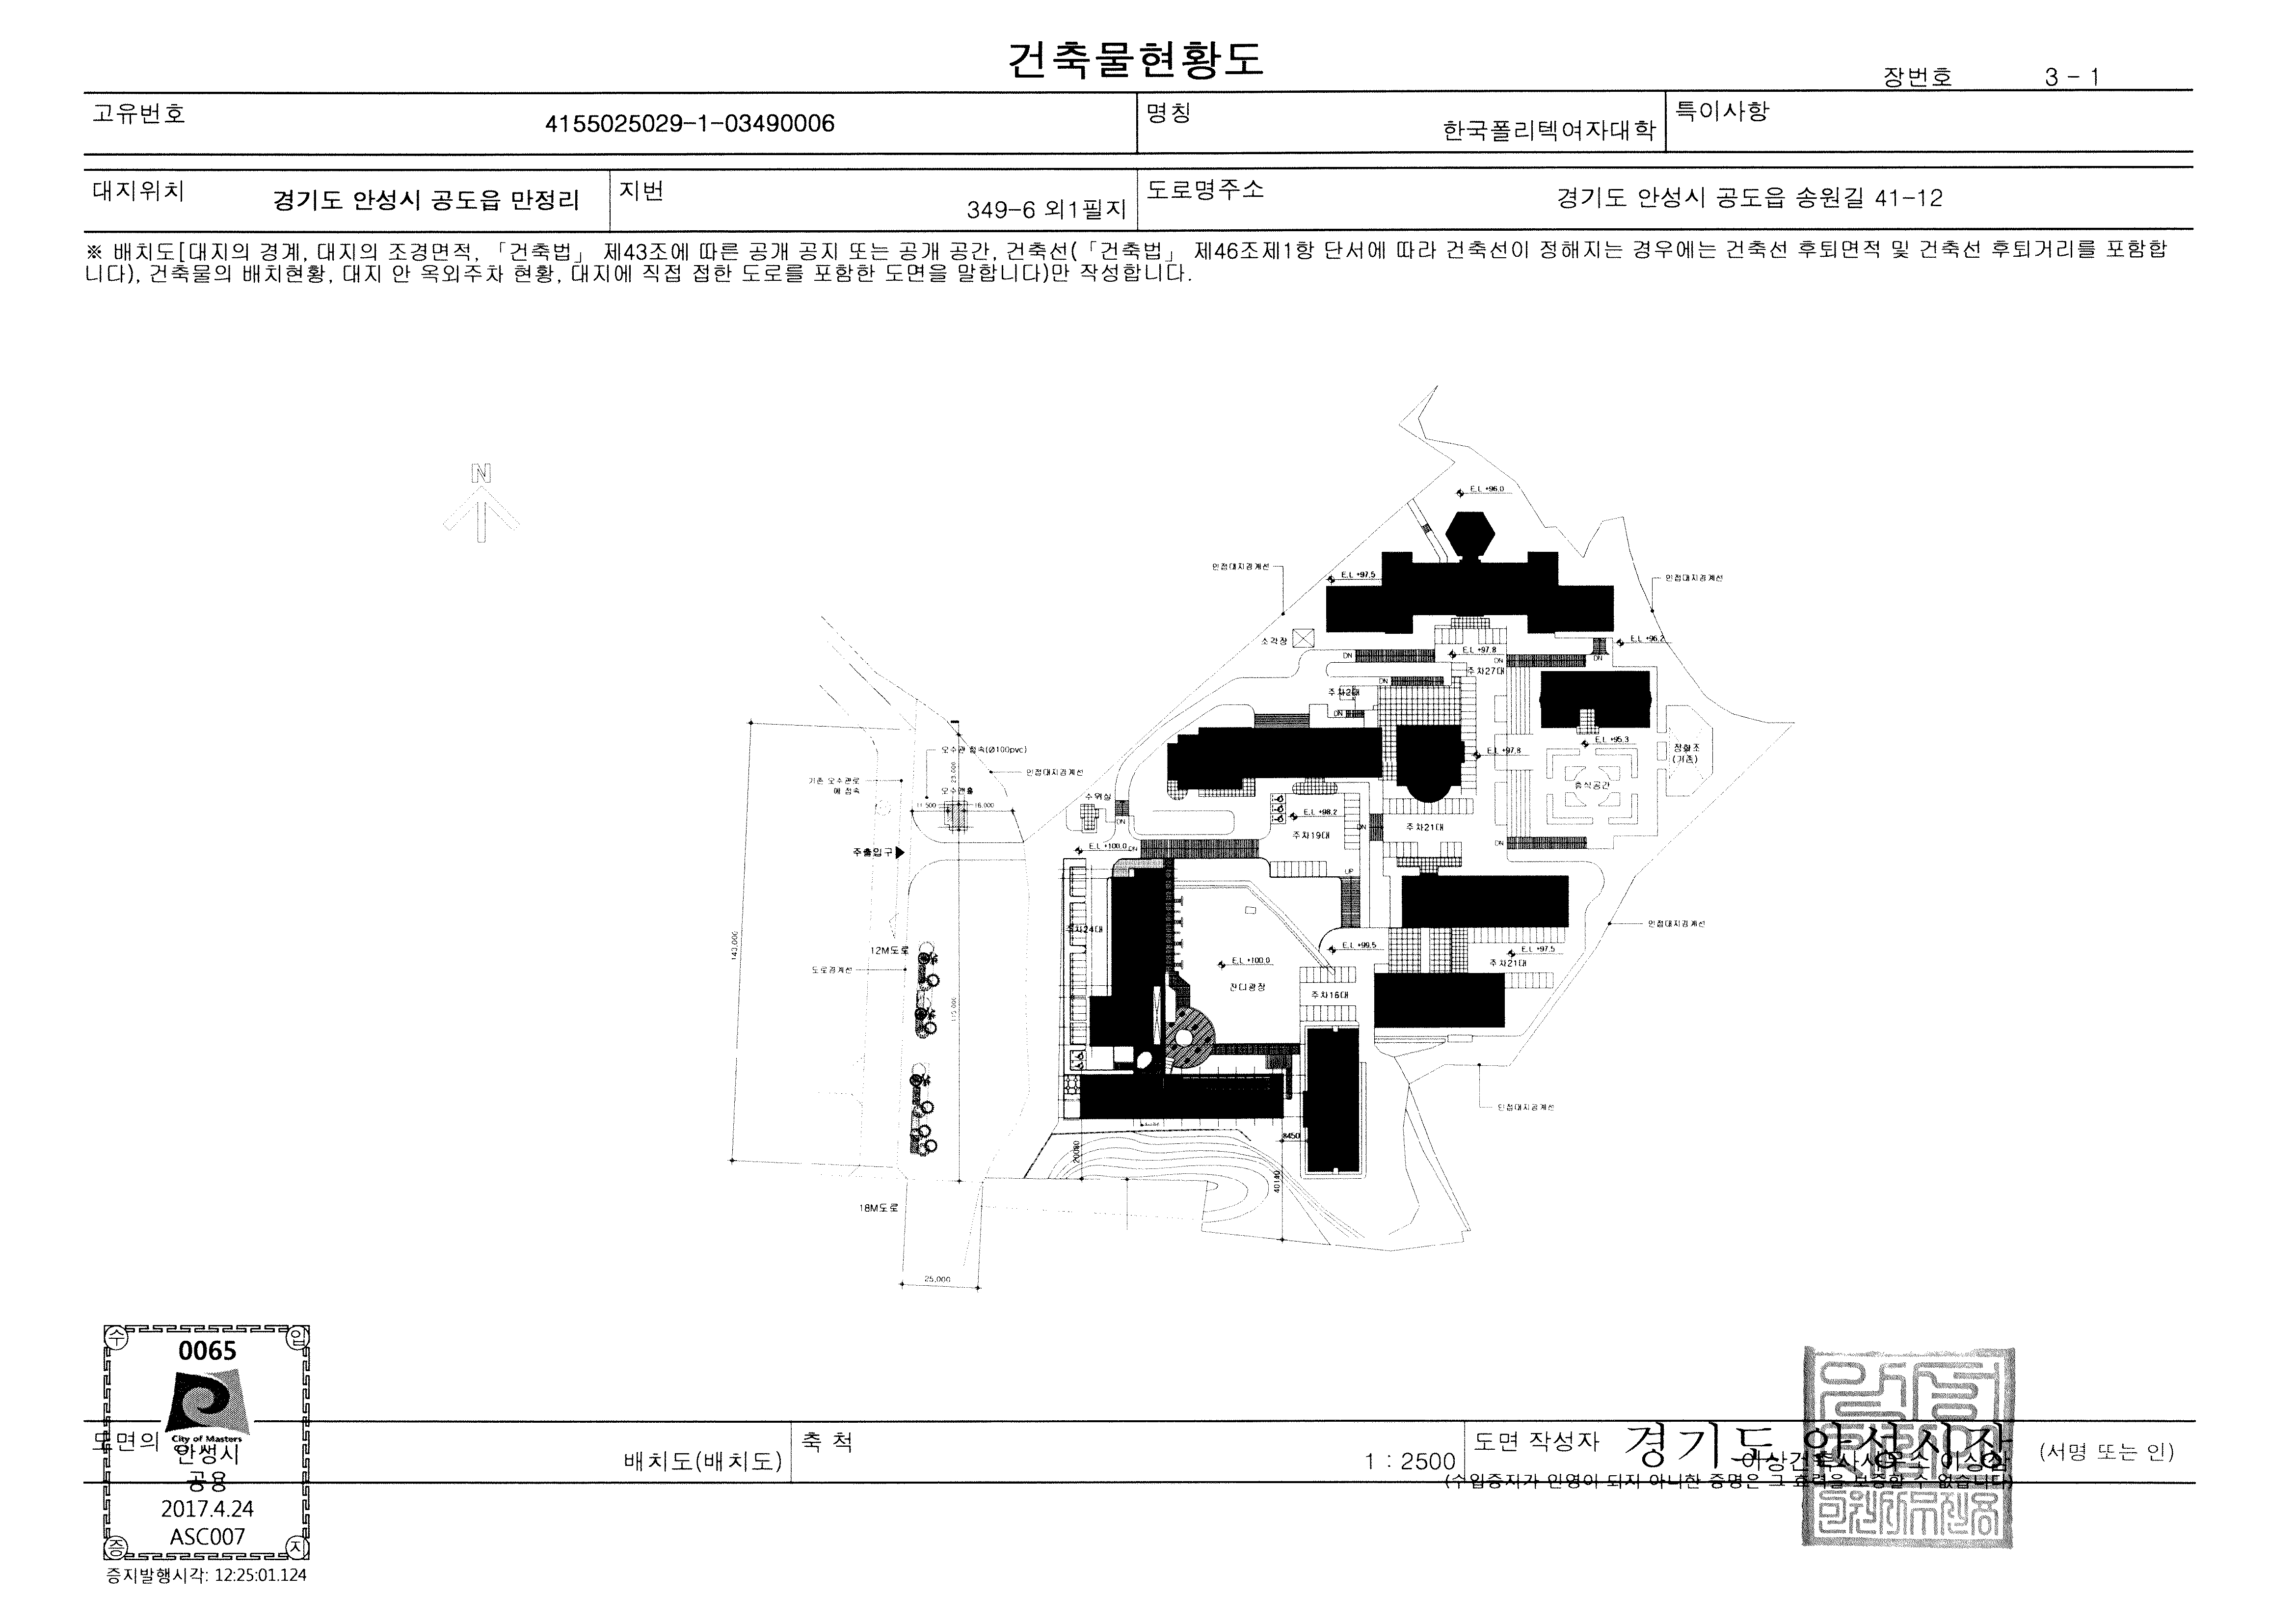 건축물현황도
장번호 3 - 1
고유번호 4155025029-1-03490006
명칭 한국폴리텍여자대학
특이사항
대지위치 경기도 안성시 공도읍 만정리
지번 349-6 외1필지
도로명주소 경기도 안성시 공도읍 송원길 41-12
※ 배치도[대지의 경계, 대지의 조경면적, 「건축법」 제43조에 따른 공개 공지 또는 공개 공간, 건축선(「건축법」 제46조제1항 단서에 따라 건축선이 정해지는 경우에는 건축선 후퇴면적 및 건축선 후퇴거리를 포함합
니다), 건축물의 배치현황, 대지 안 옥외주차 현황, 대지에 직접 접한 도로를 포함한 도면을 말합니다)만 작성합니다.
N
E.L +96.0
인접대지경계선
E.L +97.5
인접대지경계선
소각장
E.L +96.2
DN
E.L +97.8
DN
DN
주차27대
DN
주차2대
DN
오수관 접속(Ø100pvc)
E.L +97.8
E.L +95.3
정혈조
(기존)
기존 오수관로
에 접속
인접대지경계선
23,000
오수맨홀
휴식공간
11,500
16,000
수위실
DN
E.L +98.2
주차19대
DN
주차21대
DN
주출입구
E.L +100.0
DN
UP
주차24대
인접대지경계선
143,000
12M도로
E.L +99.5
E.L +97.5
주차21대
도로경계선
E.L +100.0
잔디광장
주차16대
인접대지경계선
8450
20000
40140
18M도로
25,000
수 입
0065
City of Masters
안성시
공용
2017.4.24
ASC007
증 지
증지발행시각: 12:25:01.124
도면의
배치도(배치도)
축 척
1 : 2500
도면 작성자
경기도 안성시장
이상건축사사무소 이상만
(서명 또는 인)
(수입증지가 인영이 되지 아니한 증명은 그 효력을 보증할 수 없습니다)